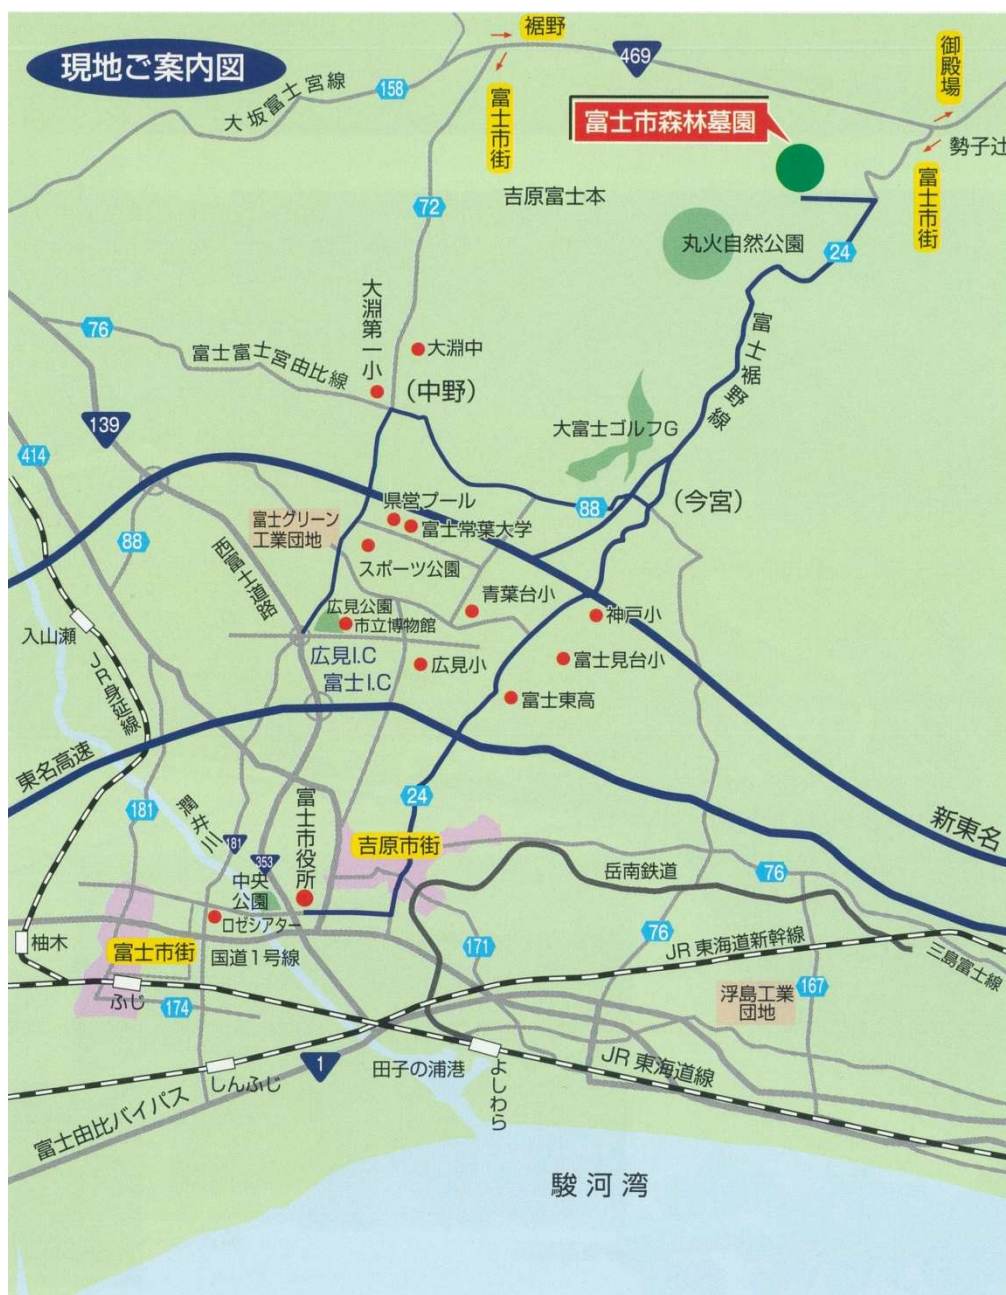 現地ご案内図
裾野
469
御殿場
158
大坂富士宮線
富士市街
富士市森林墓園
勢子辻
富士市街
72
吉原富士本
丸火自然公園
24
大淵第一小
76
大淵中
富士富士宮由比線
(中野)
富士裾野線
139
大富士ゴルフG
414
(今宮)
県営プール
88
富士グリーン
工業団地
富士常葉大学
88
スポーツ公園
西富士道路
青葉台小
広見公園
神戸小
市立博物館
入山瀬
広見I.C
広見小
富士見台小
JR身延線
富士I.C
富士東高
東名高速
24
181
潤井川
富士市役所
新東名
181
吉原市街
353
岳南鉄道
76
中央
公園
ロゼシアター
柚木
富士市街
国道1号線
171
76
JR東海道新幹線
三島富士線
ふじ
174
浮島工業
団地
167
1
しんふじ
田子の浦港
よしわら
JR東海道線
富士由比バイパス
駿河湾